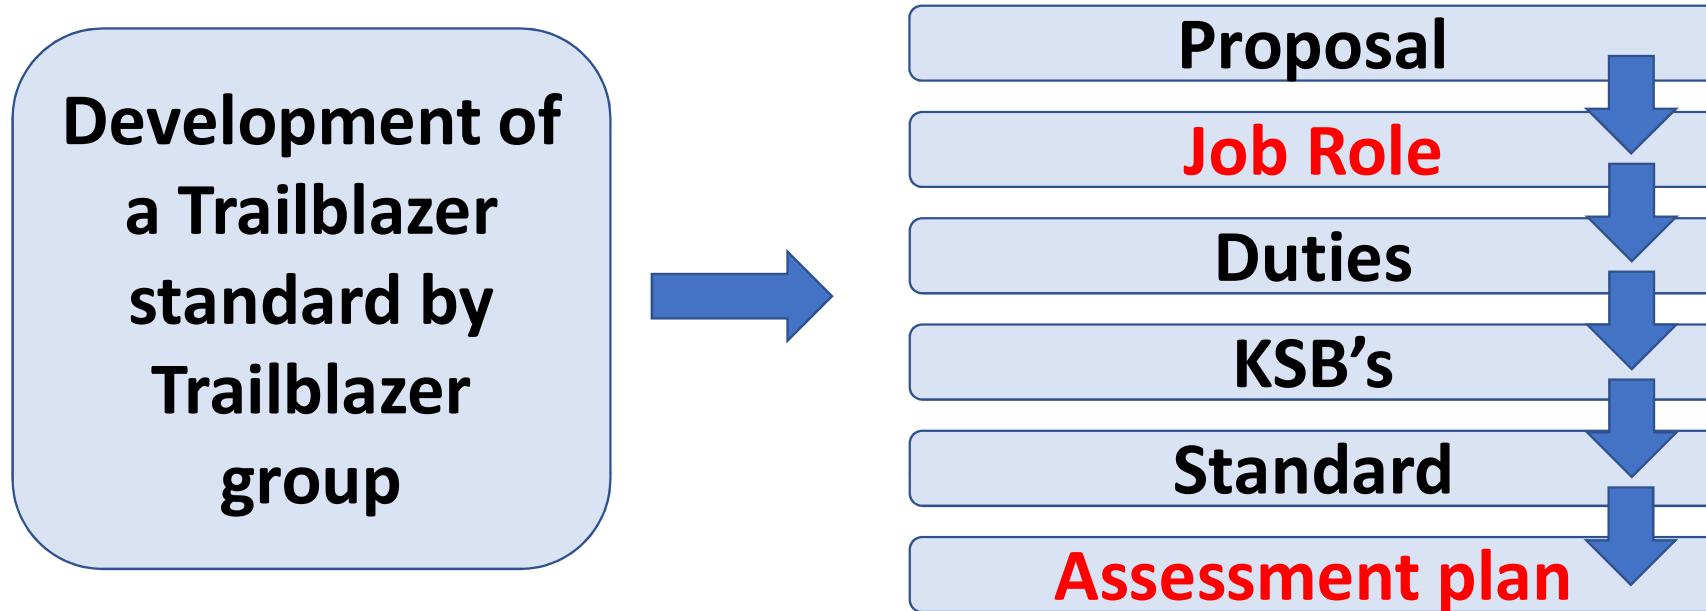 Development of
a Trailblazer
standard by
Trailblazer
group
Proposal
Job Role
Duties
KSB’s
Standard
Assessment plan